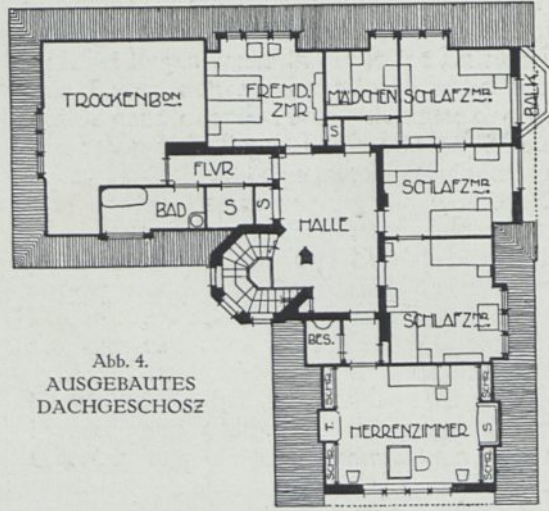 TROCKENBDN.
FREMD.
ZMR
MÄDCHEN
SCHLAFZMR.
BALK.
S
FLVR
SCHLAFZMR.
BAD
S
S
HALLE
SCHLAFZMR.
BES.
Abb. 4.
AUSGEBAUTES
DACHGESCHOSZ
SCHR.
SCHR.
T.
HERRENZIMMER
S
SCHR.
SCHR.